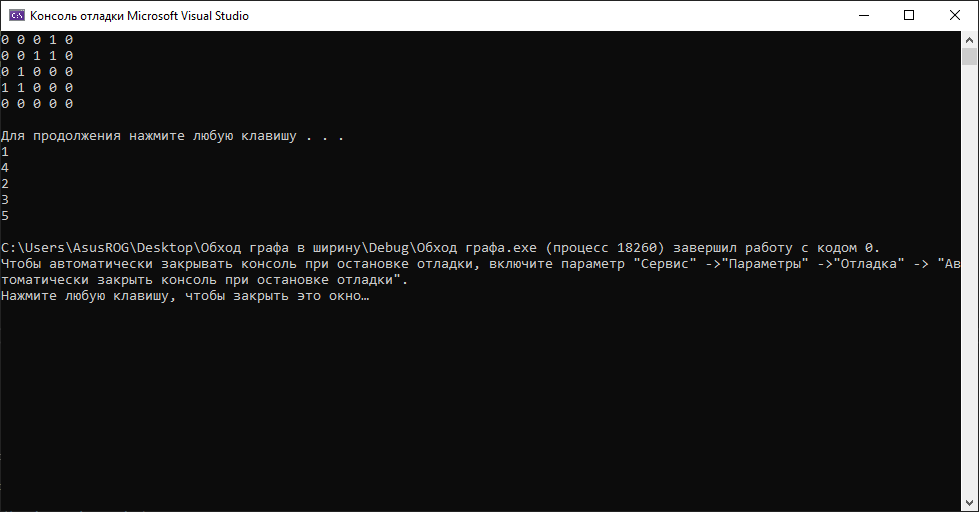 Консоль отладки Microsoft Visual Studio
0 0 0 1 0
0 0 1 1 0
0 1 0 0 0
1 1 0 0 0
0 0 0 0 0
Для продолжения нажмите любую клавишу . . .
1
4
2
3
5
C:\Users\AsusROG\Desktop\Обход графа в ширину\Debug\Обход графа.exe (процесс 18260) завершил работу с кодом 0.
Чтобы автоматически закрывать консоль при остановке отладки, включите параметр "Сервис" ->"Параметры" ->"Отладка" -> "Ав
томатически закрыть консоль при остановке отладки".
Нажмите любую клавишу, чтобы закрыть это окно…